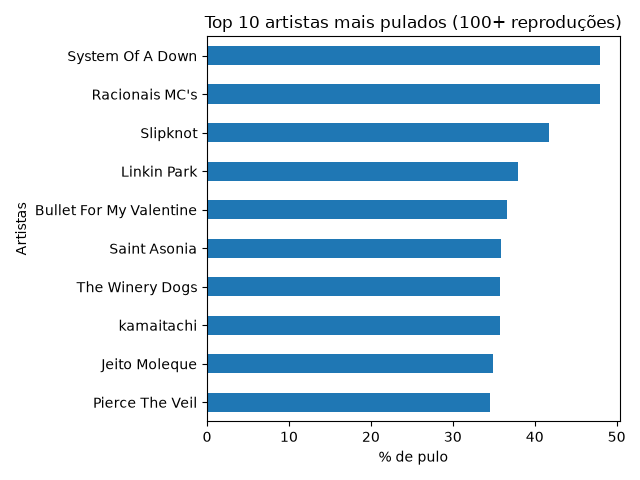 Top 10 artistas mais pulados (100+ reproduções)
System Of A Down
Racionais MC's
Slipknot
Linkin Park
Bullet For My Valentine
Saint Asonia
The Winery Dogs
kamaitachi
Jeito Moleque
Pierce The Veil
Artistas
0 10 20 30 40 50
% de pulo